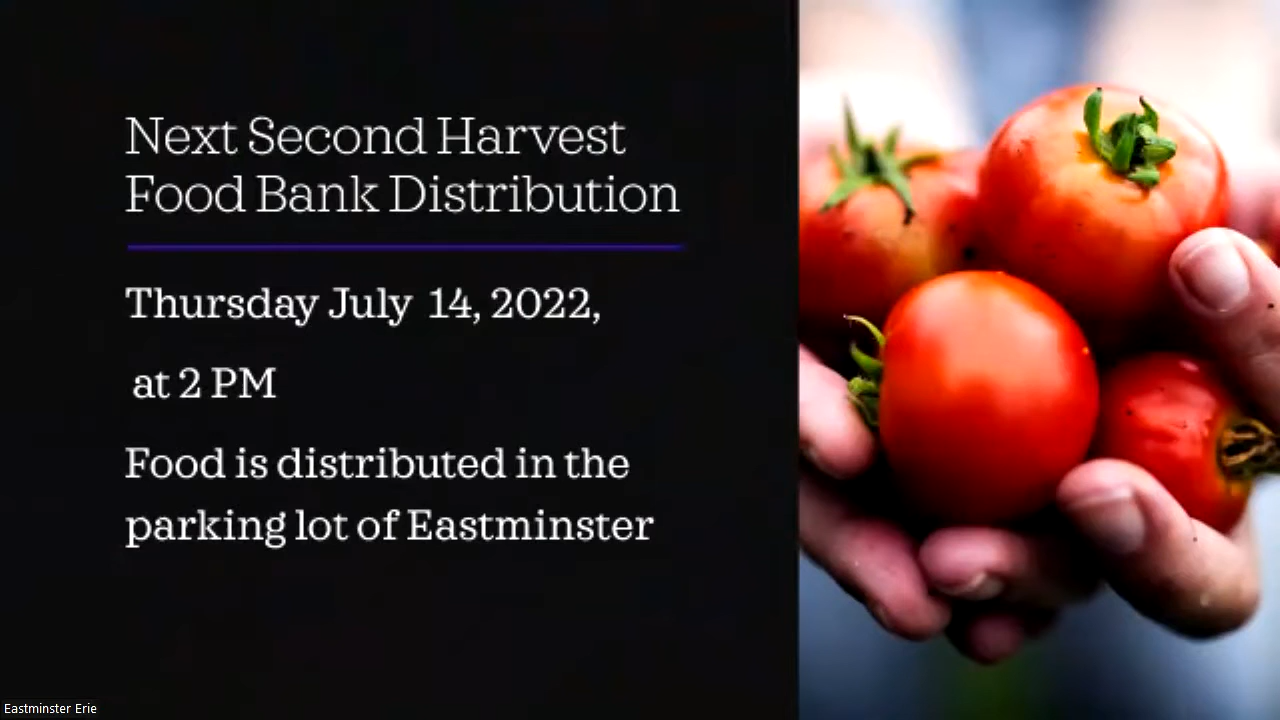 Next Second Harvest
Food Bank Distribution
Thursday July 14, 2022,
at 2 PM
Food is distributed in the
parking lot of Eastminster
Eastminster Erie